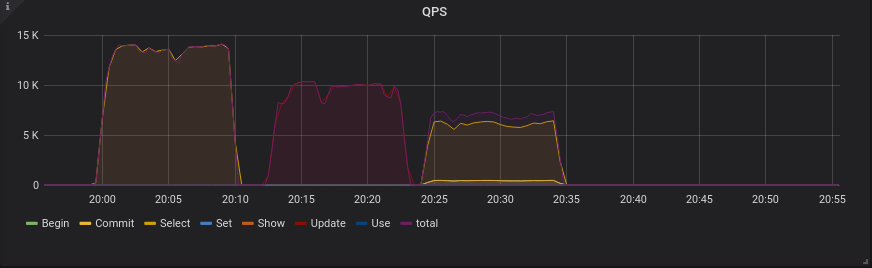 i
QPS
15 K
10 K
5 K
0
20:00 20:05 20:10 20:15 20:20 20:25 20:30 20:35 20:40 20:45 20:50 20:55
Begin Commit Select Set Show Update Use total